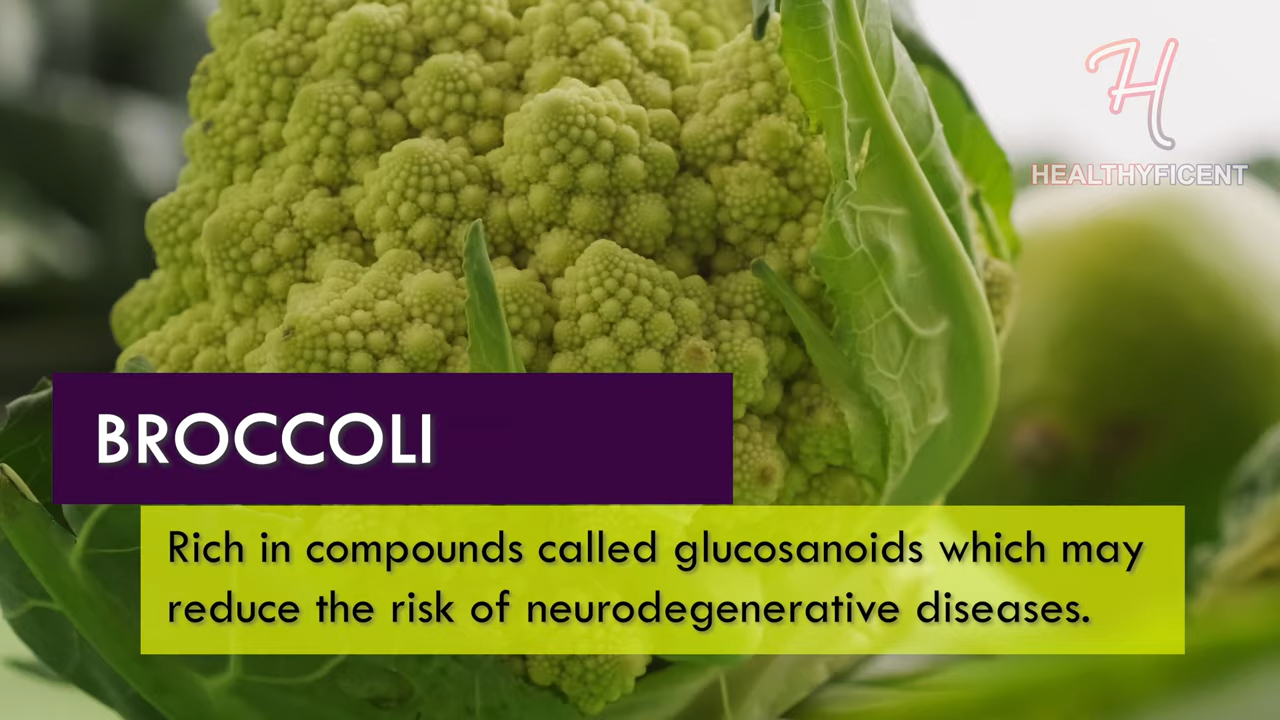 H
HEALTHYFICENT
BROCCOLI
Rich in compounds called glucosanoids which may
reduce the risk of neurodegenerative diseases.